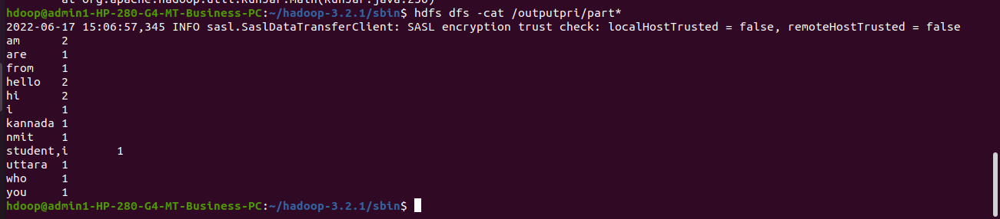 at org.apache.hadoop.util.RunJar.main(RunJar.java:236)
hdoop@admin1-HP-280-G4-MT-Business-PC:~/hadoop-3.2.1/sbin$ hdfs dfs -cat /outputpri/part*
2022-06-17 15:06:57,345 INFO sasl.SaslDataTransferClient: SASL encryption trust check: localHostTrusted = false, remoteHostTrusted = false
am 2
are 1
from 1
hello 2
hi 2
i 1
kannada 1
nmit 1
student,i 1
uttara 1
who 1
you 1
hdoop@admin1-HP-280-G4-MT-Business-PC:~/hadoop-3.2.1/sbin$